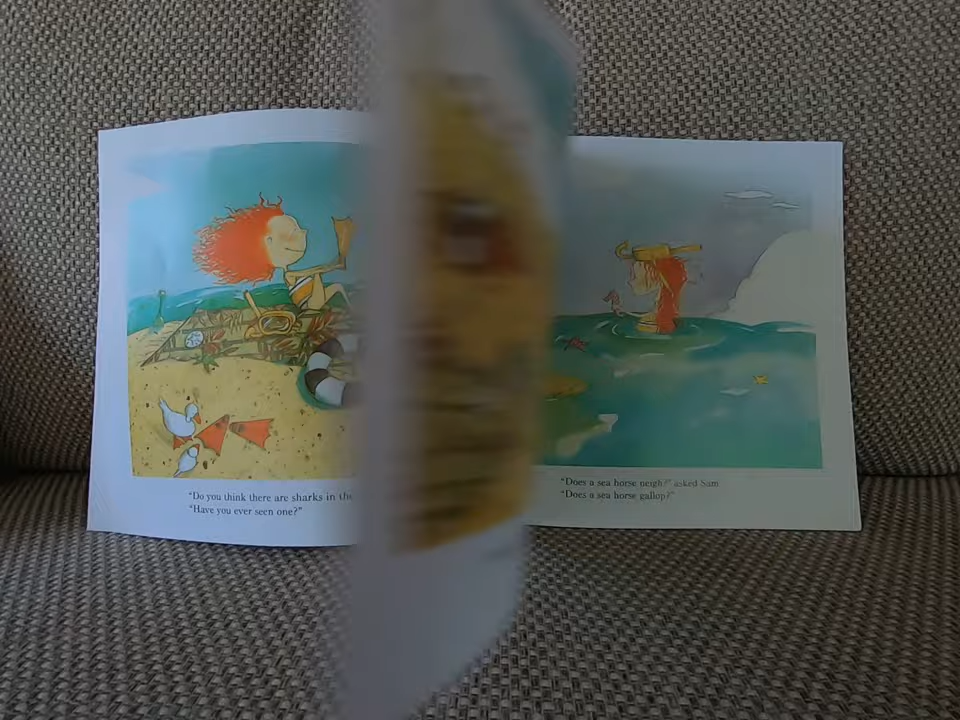 "Do you think there are sharks in the
"Have you ever seen one?"
"Does a sea horse neigh?" asked Sam
"Does a sea horse gallop?"